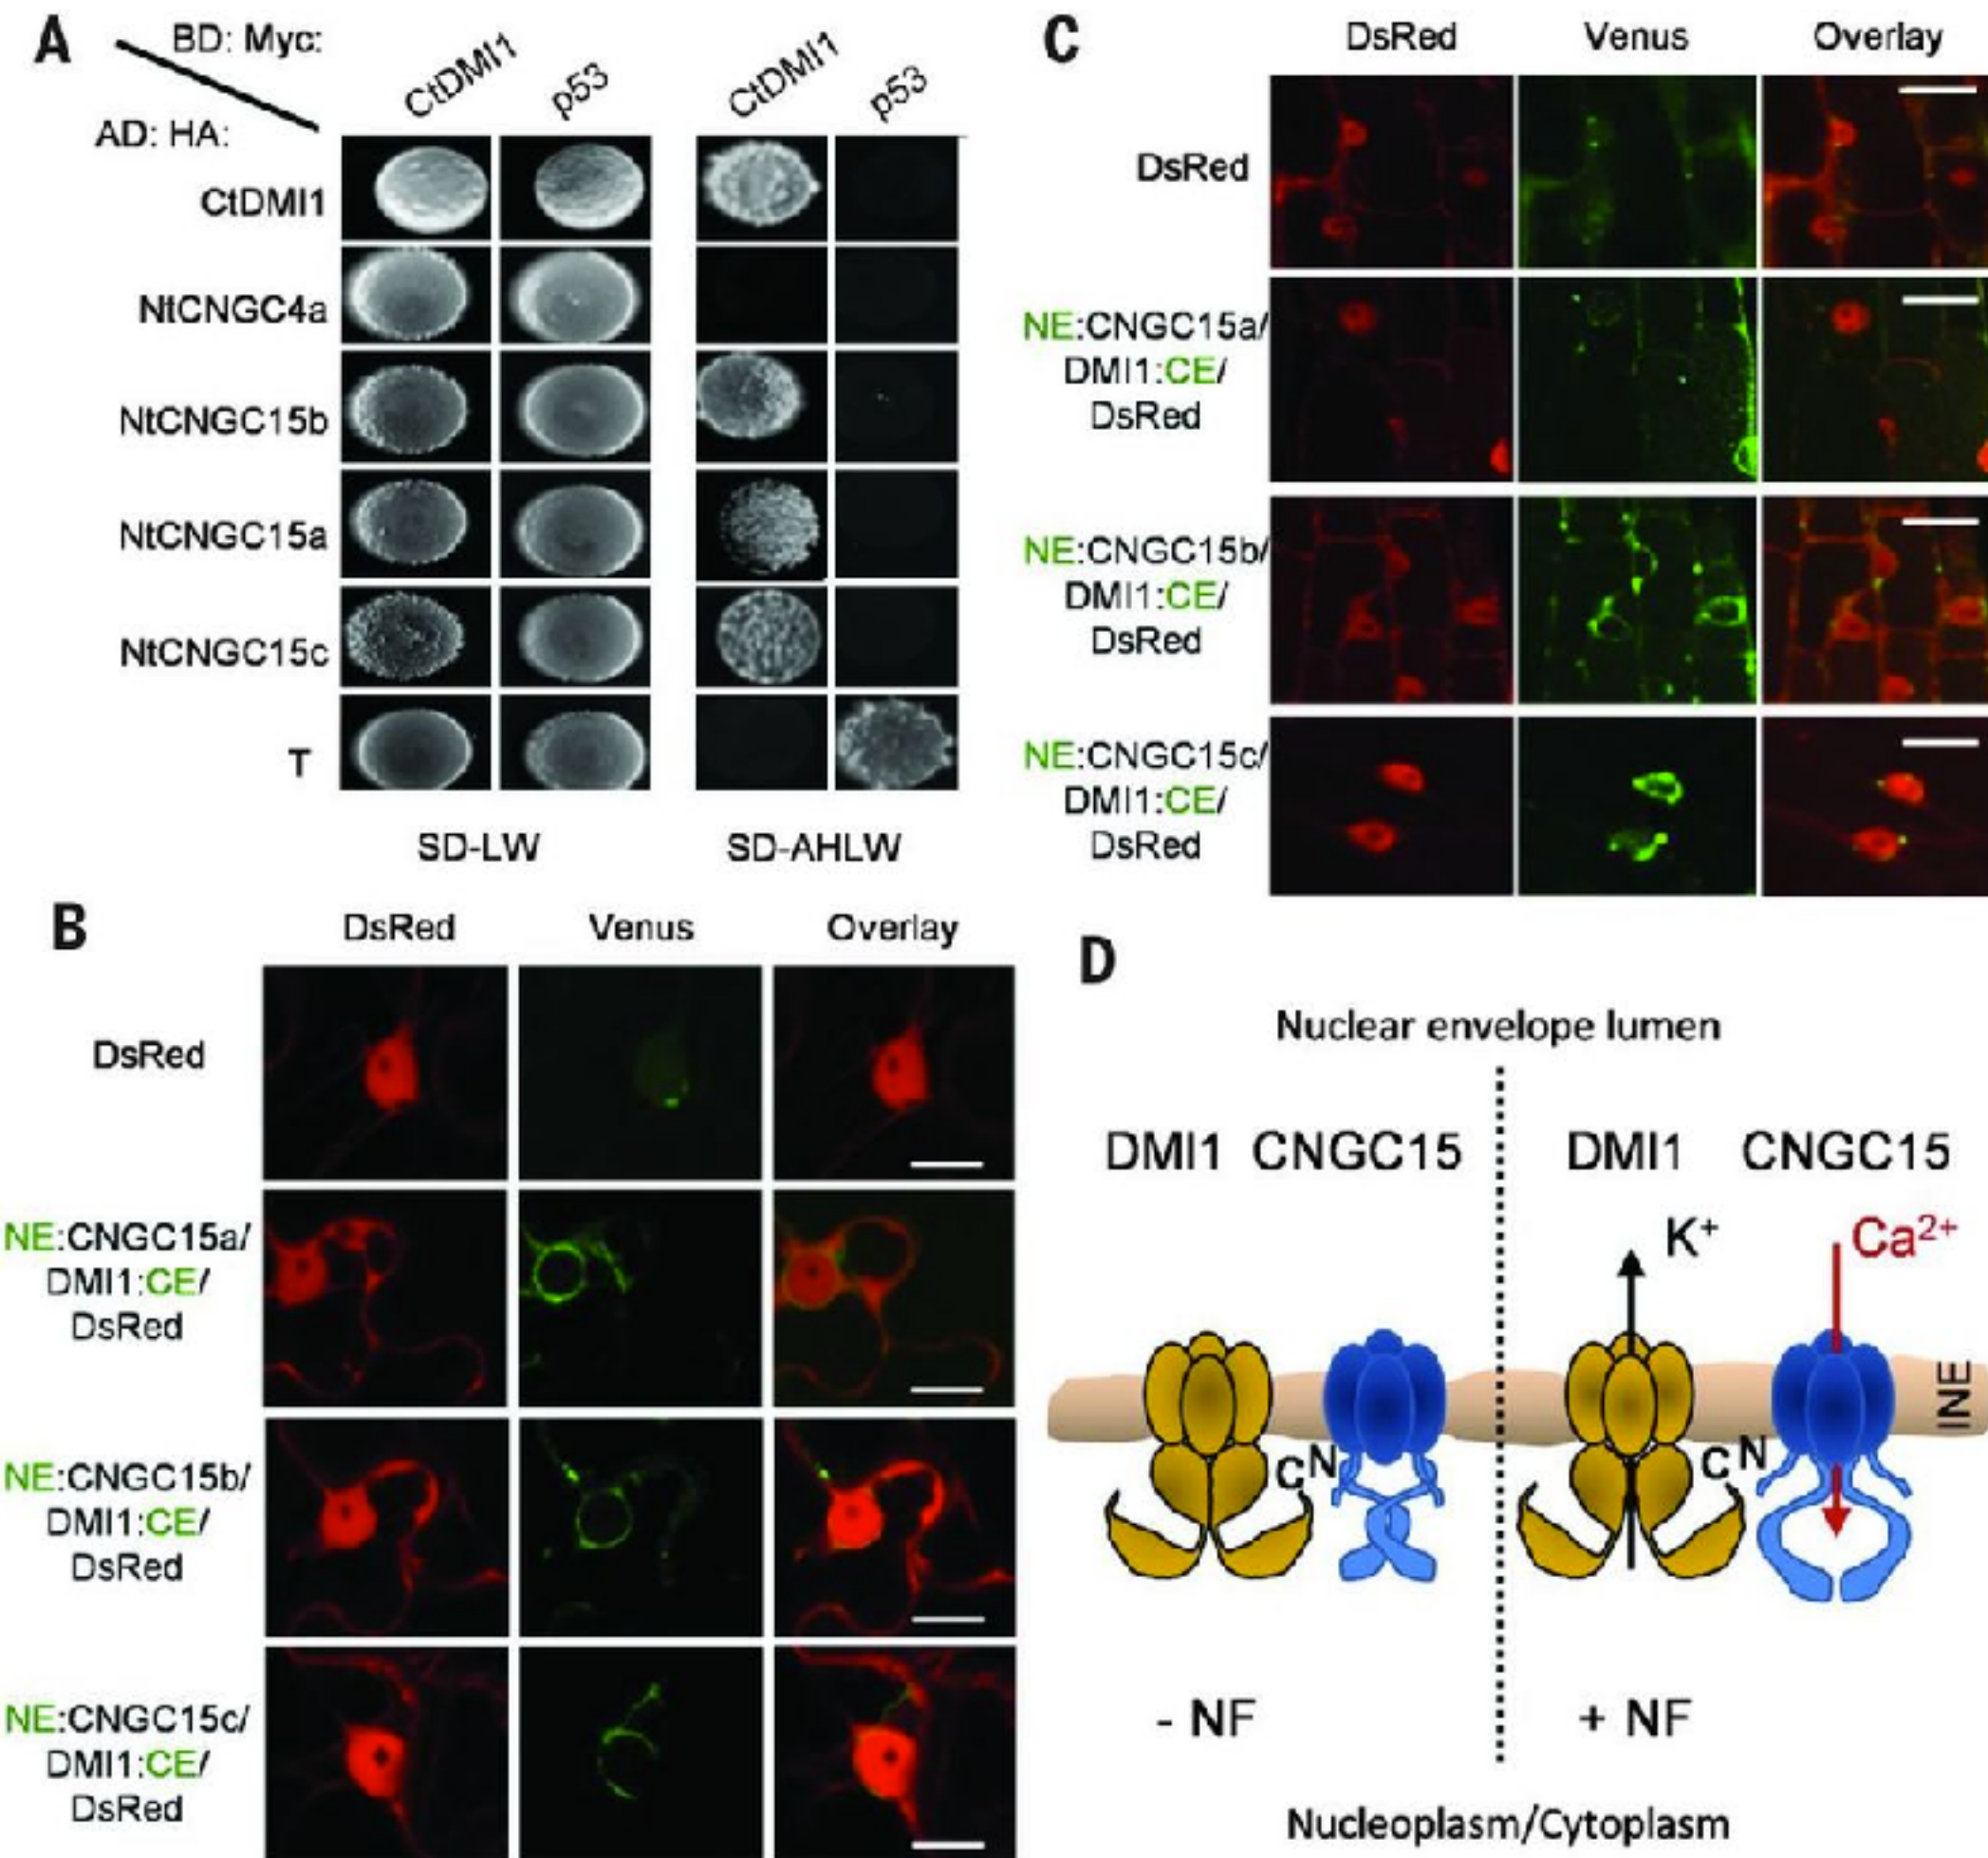 A
BD: Myc:
AD: HA:
CtDMI1
p53
CtDMI1
p53
CtDMI1
NtCNGC4a
NtCNGC15b
NtCNGC15a
NtCNGC15c
T
SD-LW
SD-AHLW
B
DsRed
Venus
Overlay
DsRed
NE:CNGC15a/
DMI1:CE/
DsRed
NE:CNGC15b/
DMI1:CE/
DsRed
NE:CNGC15c/
DMI1:CE/
DsRed
C
DsRed
Venus
Overlay
DsRed
NE:CNGC15a/
DMI1:CE/
DsRed
NE:CNGC15b/
DMI1:CE/
DsRed
NE:CNGC15c/
DMI1:CE/
DsRed
D
Nuclear envelope lumen
DMI1 CNGC15
DMI1 CNGC15
K⁺
Ca²⁺
INE
C N
C N
- NF
+ NF
Nucleoplasm/Cytoplasm